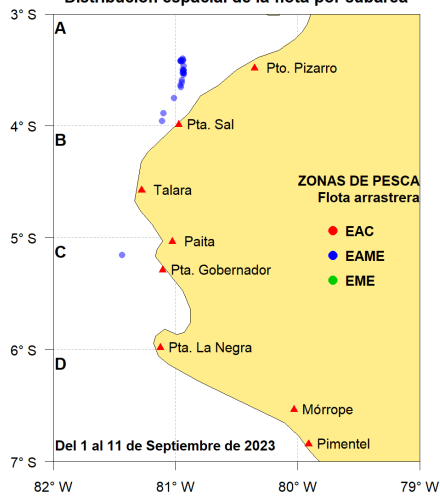 Distribución espacial de la flota por subárea
3° S
A
Pto. Pizarro
4° S
Pta. Sal
B
ZONAS DE PESCA
Talara
Flota arrastrera
EAC
5° S
Paita
C
EAME
Pta. Gobernador
EME
6° S
Pta. La Negra
D
Mórrope
Del 1 al 11 de Septiembre de 2023
Pimentel
7° S
82° W
81° W
80° W
79° W